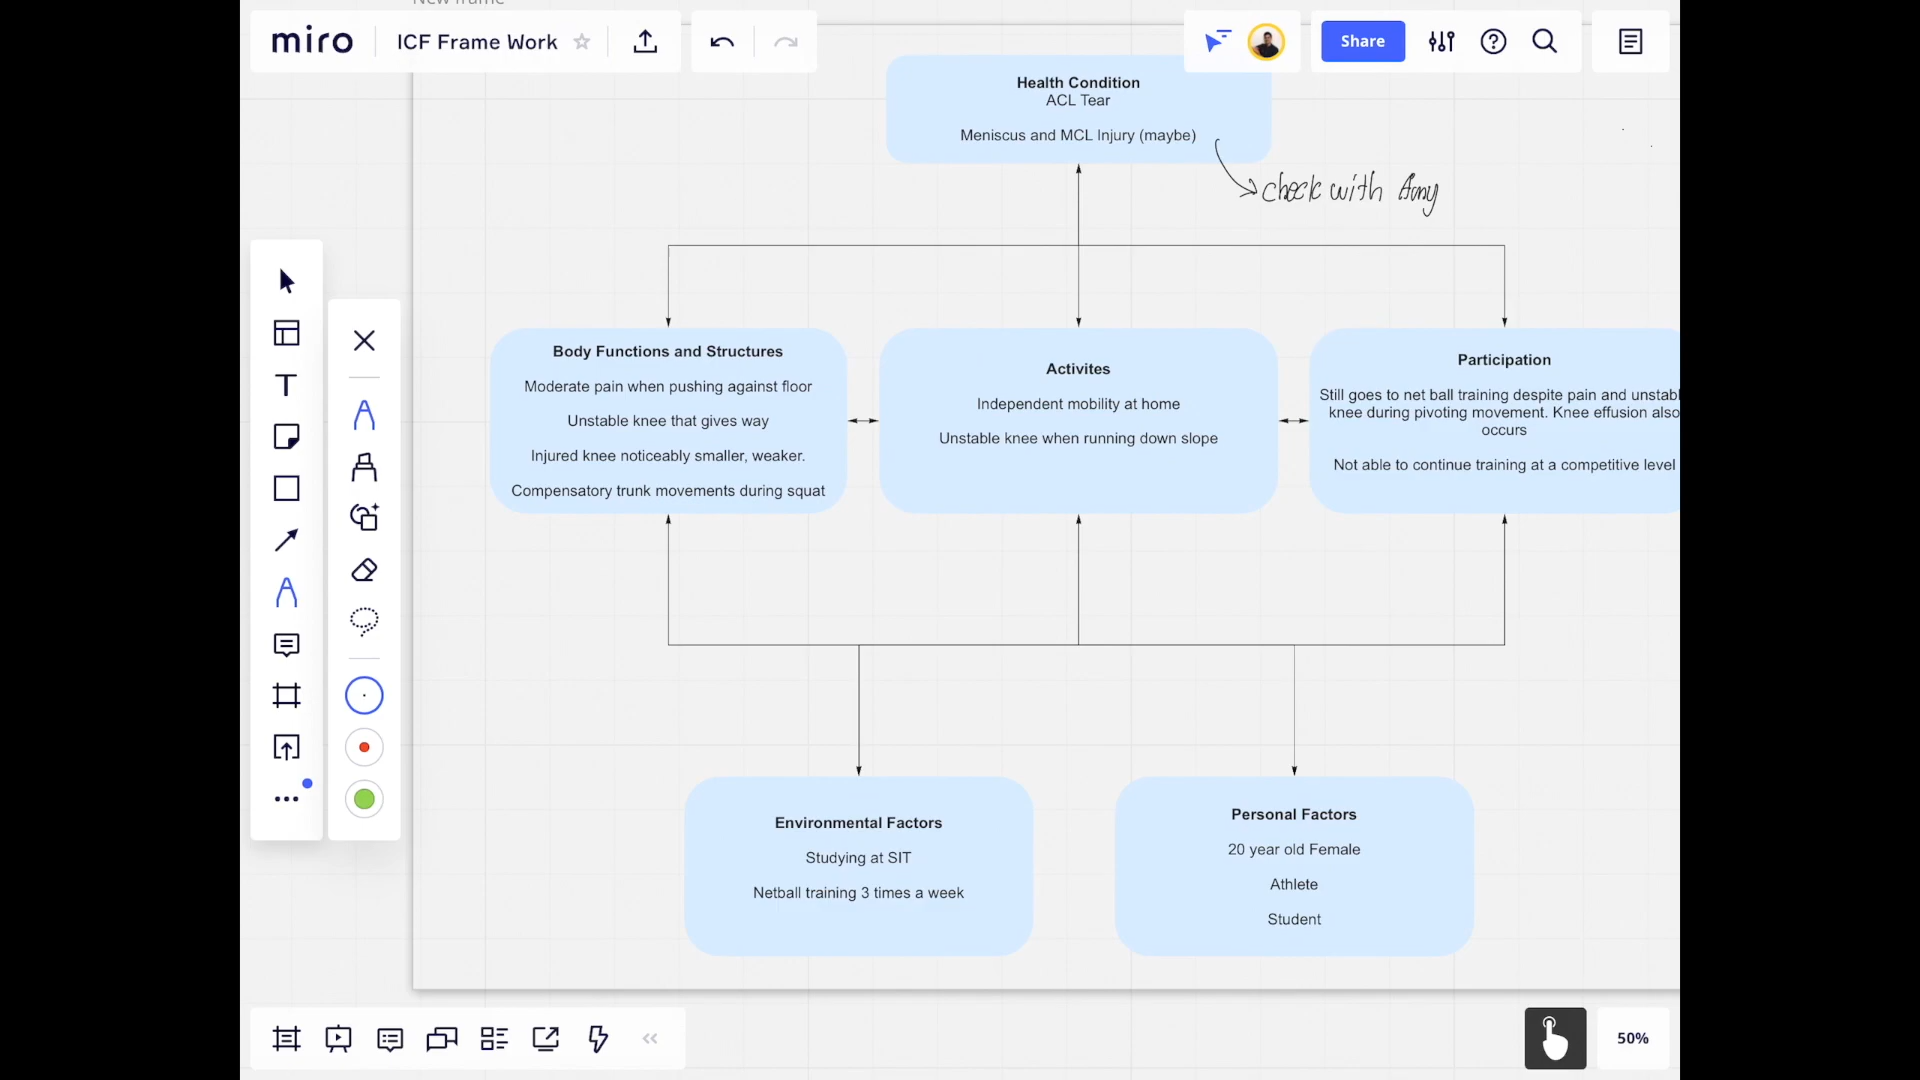 New frame
miro
ICF Frame Work
Share
Health Condition
ACL Tear
Meniscus and MCL Injury (maybe)
check with Amy
Body Functions and Structures
Moderate pain when pushing against floor
Unstable knee that gives way
Injured knee noticeably smaller, weaker.
Compensatory trunk movements during squat
Activites
Independent mobility at home
Unstable knee when running down slope
Participation
Still goes to net ball training despite pain and unstabl
knee during pivoting movement. Knee effusion also
occurs
Not able to continue training at a competitive level
Environmental Factors
Studying at SIT
Netball training 3 times a week
Personal Factors
20 year old Female
Athlete
Student
50%